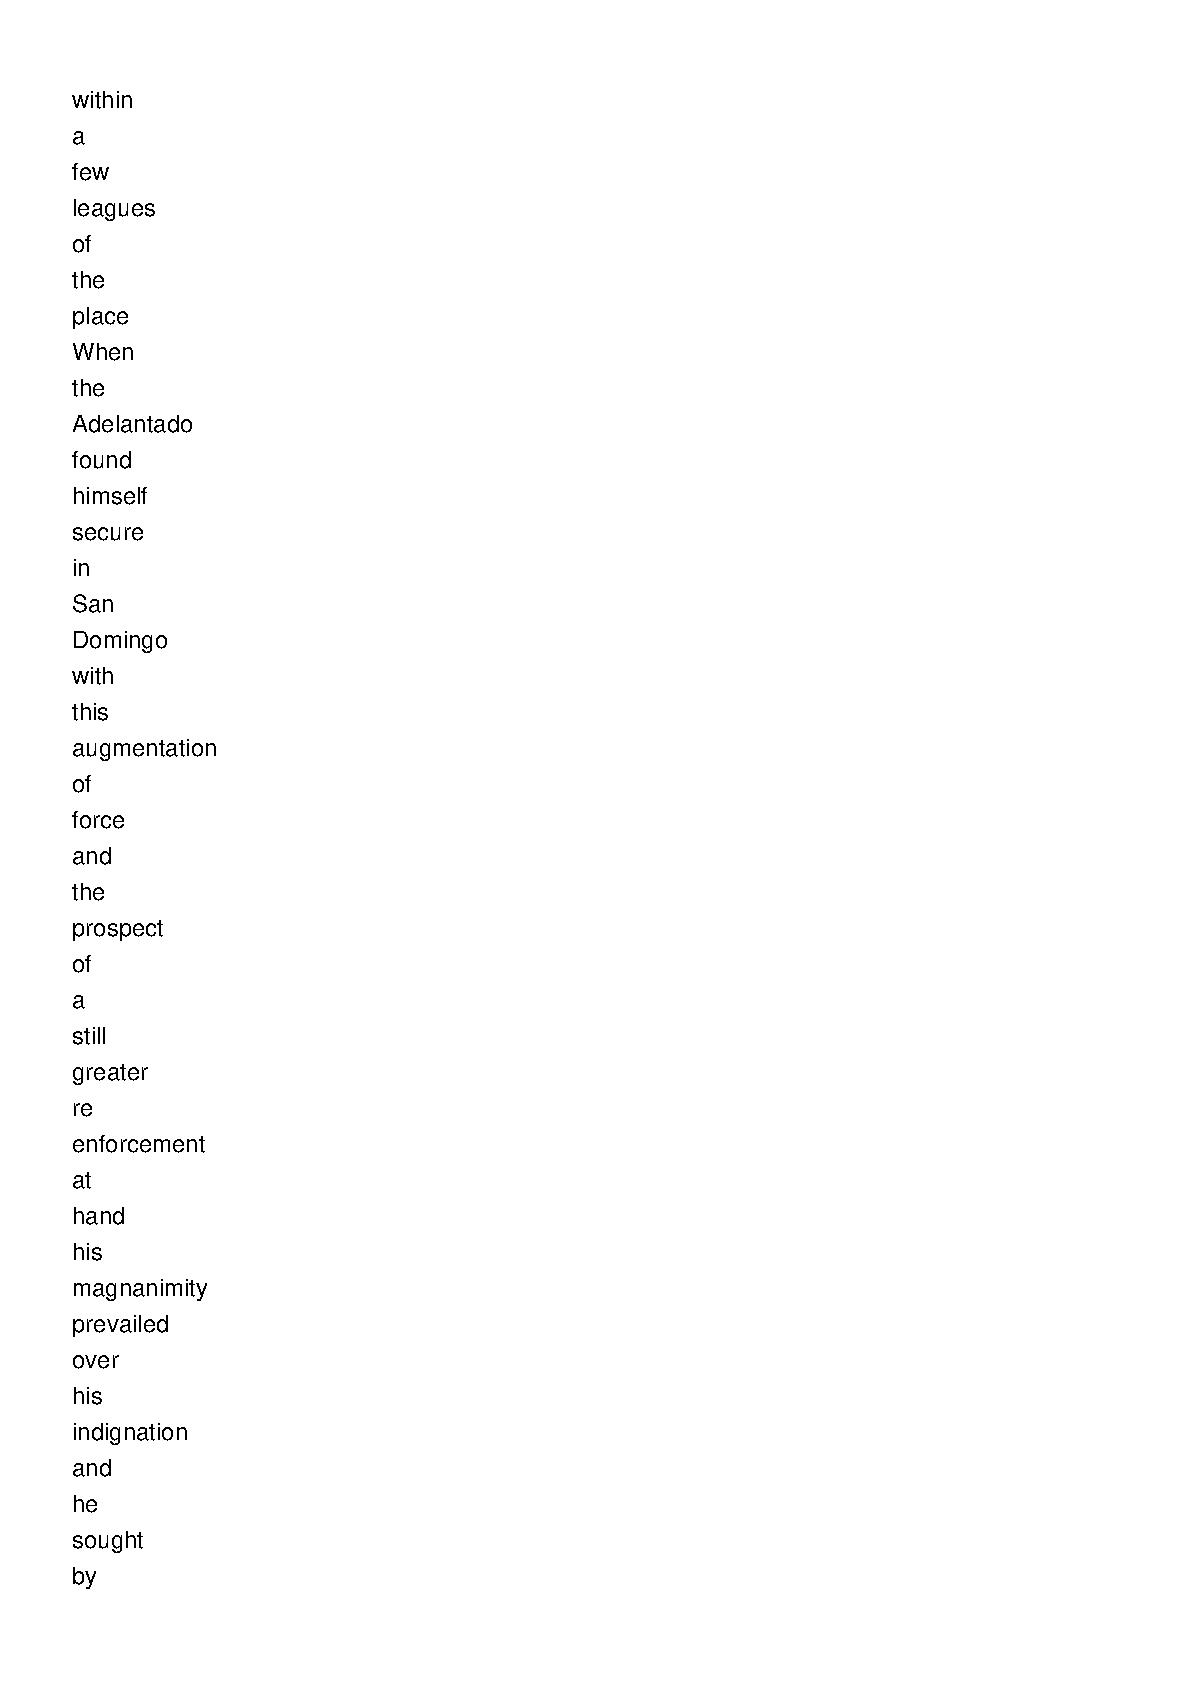 within
a
few
leagues
of
the
place
When
the
Adelantado
found
himself
secure
in
San
Domingo
with
this
augmentation
of
force
and
the
prospect
of
a
still
greater
re
enforcement
at
hand
his
magnanimity
prevailed
over
his
indignation
and
he
sought
by